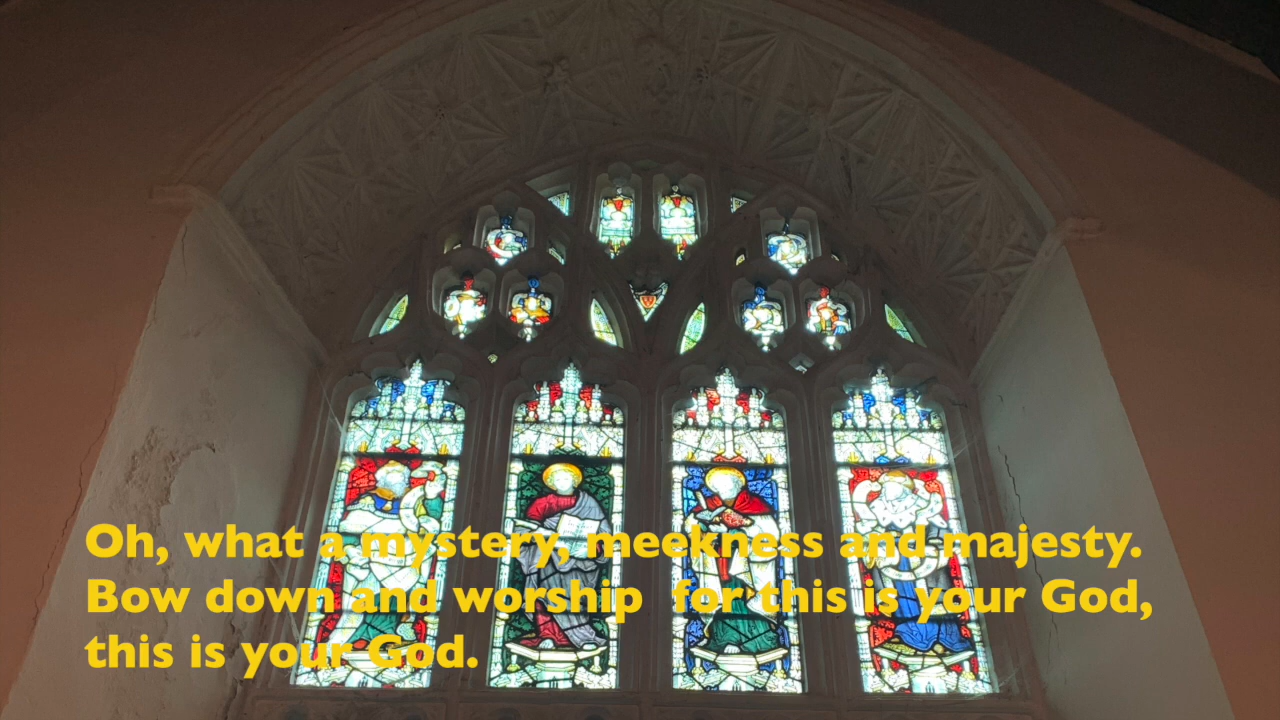 Oh, what a mystery, meekness and majesty.
Bow down and worship  for this is your God,
this is your God.